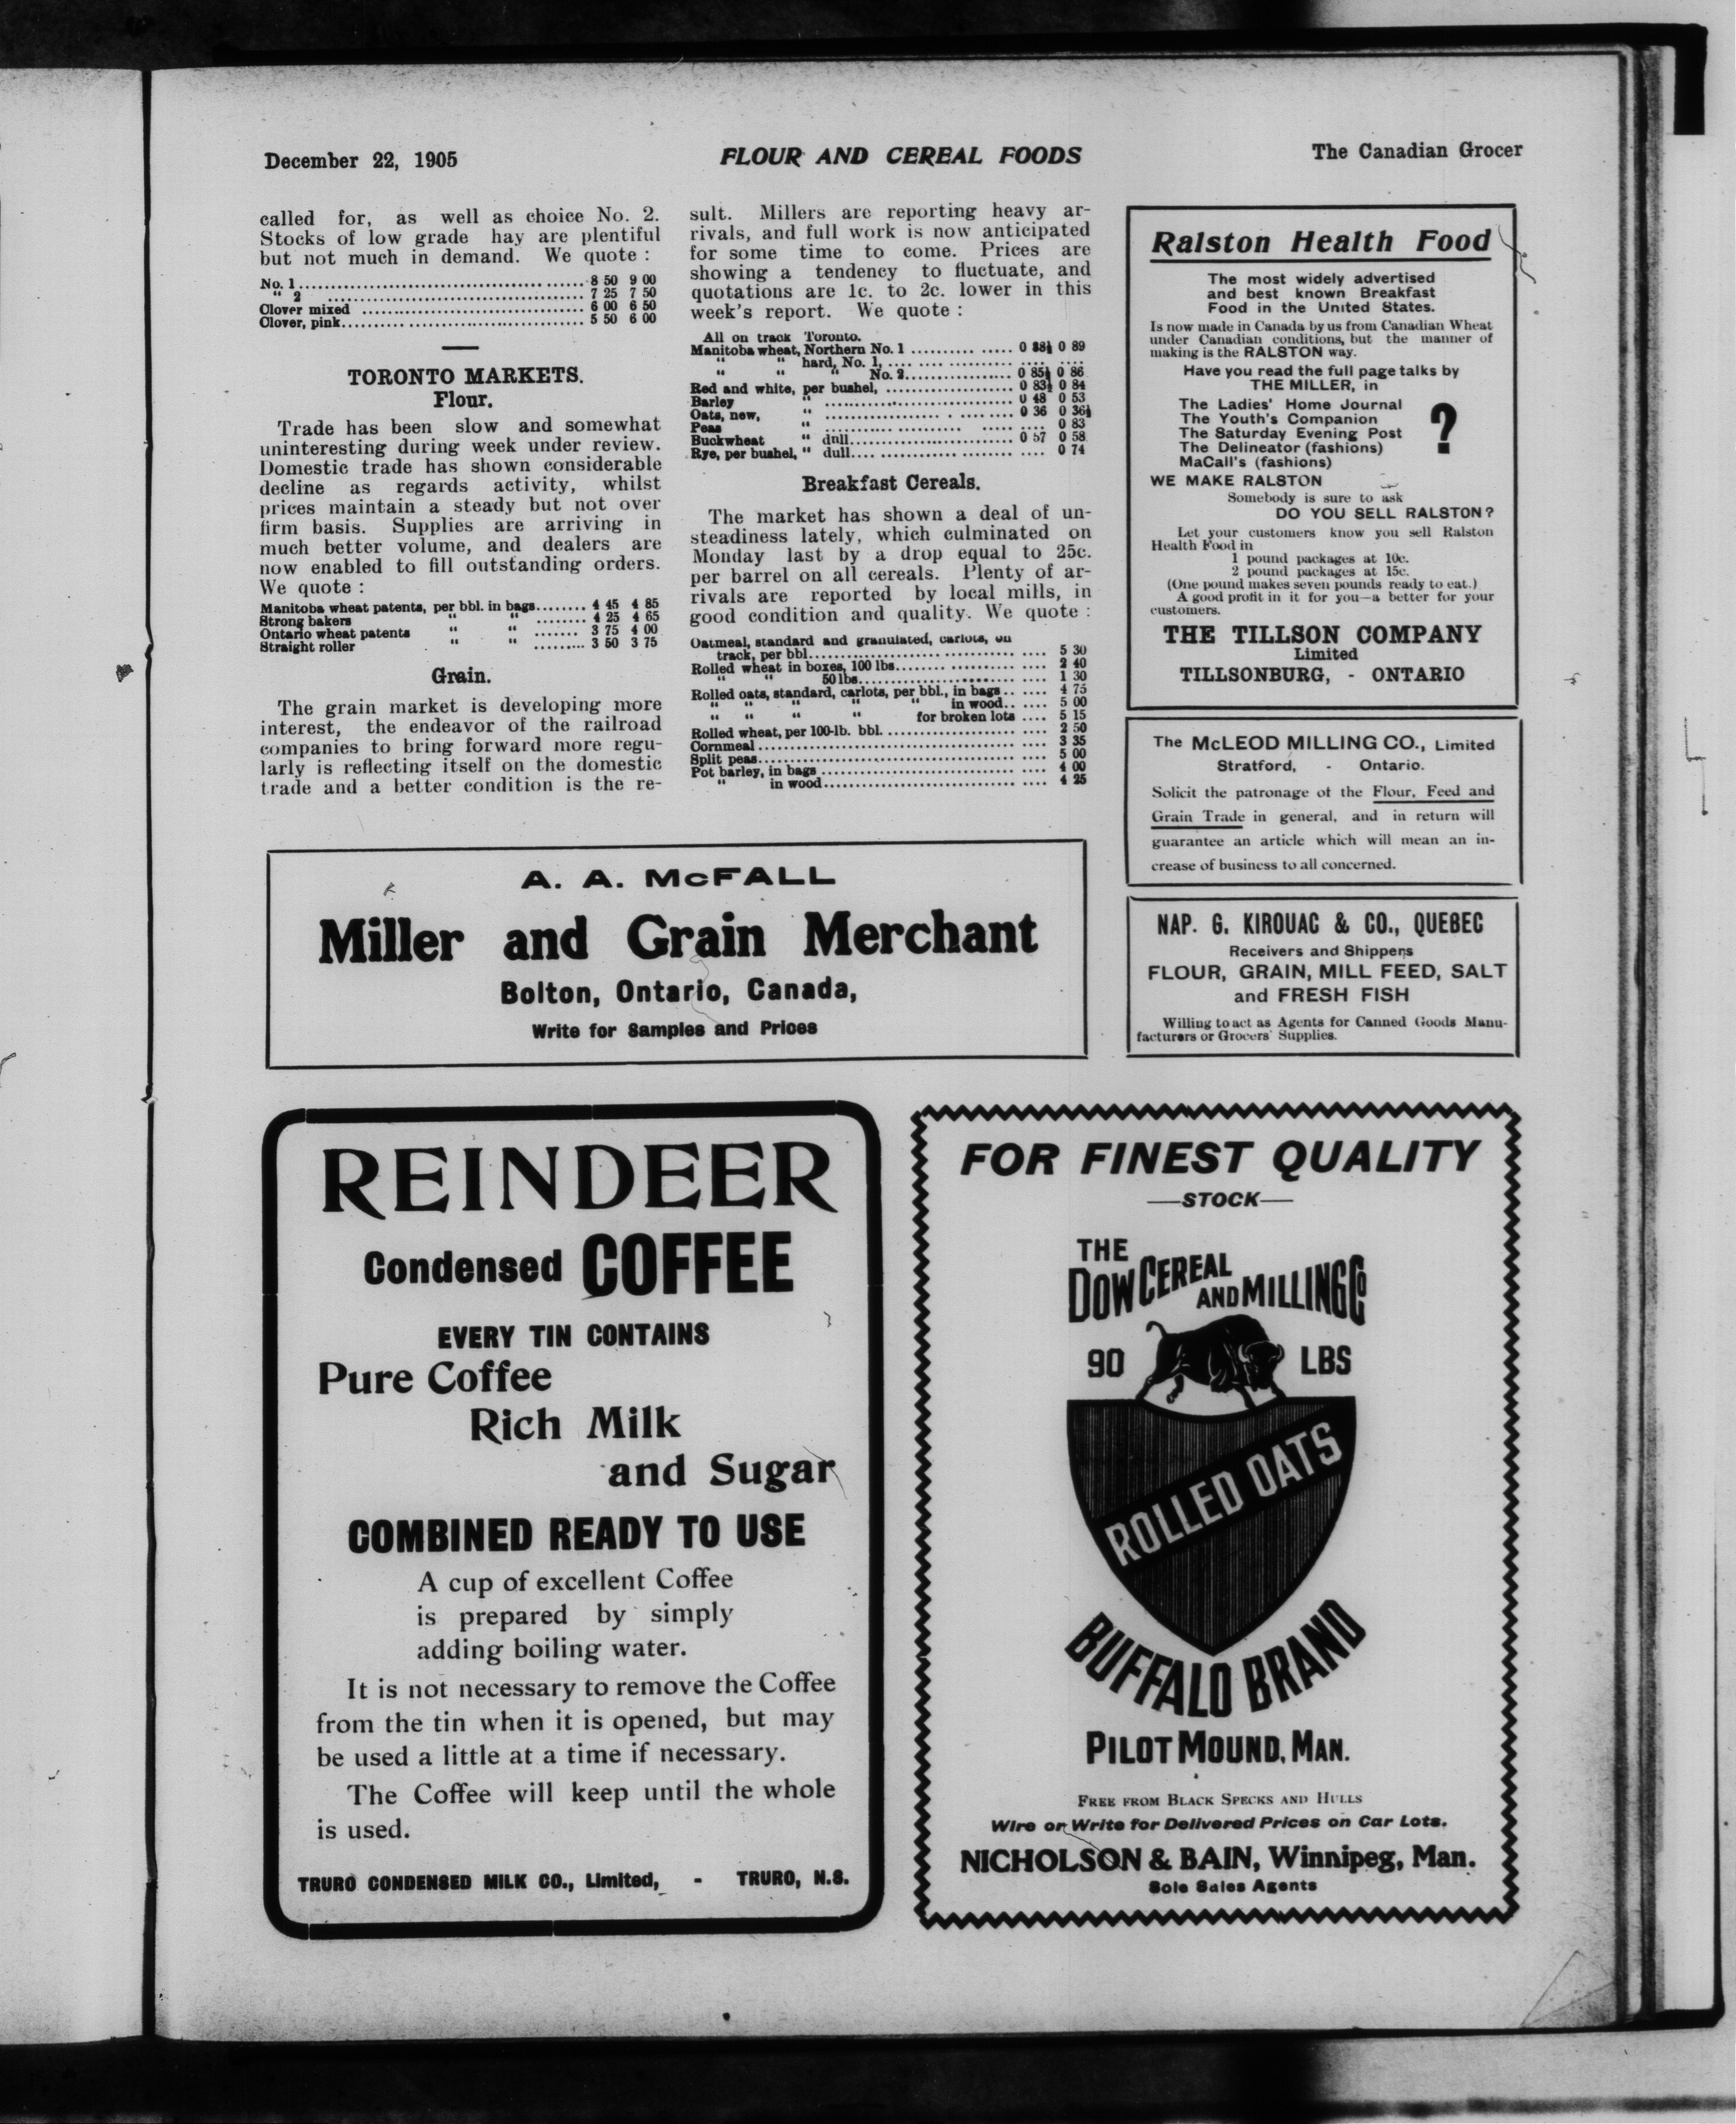 December 22, 1905
FLOUR AND CEREAL FOODS
The Canadian Grocer
called for, as well as choice No. 2.
Stocks of low grade hay are plentiful
but not much in demand. We quote :
No. 1........................................ 8 50 9 00
" 2 ........................................ 7 25 7 50
Clover mixed ........................................ 6 00 6 50
Clover, pink........................................ 5 50 6 00
TORONTO MARKETS.
Flour.
Trade has been slow and somewhat
uninteresting during week under review.
Domestic trade has shown considerable
decline as regards activity, whilst
prices maintain a steady but not over
firm basis. Supplies are arriving in
much better volume, and dealers are
now enabled to fill outstanding orders.
We quote :
Manitoba wheat patents, per bbl. in bags........ 4 45 4 85
Strong bakers " " ........ 4 25 4 65
Ontario wheat patents " " ....... 3 75 4 00
Straight roller " " ......... 3 50 3 75
Grain.
The grain market is developing more
interest, the endeavor of the railroad
companies to bring forward more regu-
larly is reflecting itself on the domestic
trade and a better condition is the re-
sult. Millers are reporting heavy ar-
rivals, and full work is now anticipated
for some time to come. Prices are
showing a tendency to fluctuate, and
quotations are 1c. to 2c. lower in this
week's report. We quote :
All on track Toronto.
Manitoba wheat, Northern No. 1 .......... ..... 0 88½ 0 89
" " hard, No. 1, .... .................. .... ....
" " " No. 2.................. 0 85½ 0 86
Red and white, per bushel, ...................... 0 83½ 0 84
Barley " .............................. 0 48 0 53
Oats, new, " .............................. 0 36 0 36½
Peas " .............................. .... 0 83
Buckwheat " dull.............................. 0 57 0 58
Rye, per bushel, " dull.............................. .... 0 74
Breakfast Cereals.
The market has shown a deal of un-
steadiness lately, which culminated on
Monday last by a drop equal to 25c.
per barrel on all cereals. Plenty of ar-
rivals are reported by local mills, in
good condition and quality. We quote :
Oatmeal, standard and granulated, carlots, on
track, per bbl.............................. .... 5 30
Rolled wheat in boxes, 100 lbs.................... .... 2 40
" " 50 lbs......................... .... 1 30
Rolled oats, standard, carlots, per bbl., in bags.. .... 4 75
" " " " " in wood.. .... 5 00
" " " " for broken lots .... 5 15
Rolled wheat, per 100-lb. bbl. ...................... .... 2 50
Cornmeal ........................................ .... 3 35
Split peas........................................ .... 5 00
Pot barley, in bags .............................. .... 4 00
" in wood.............................. .... 4 25
Ralston Health Food
The most widely advertised
and best known Breakfast
Food in the United States.
Is now made in Canada by us from Canadian Wheat
under Canadian conditions, but the manner of
making is the RALSTON way.
Have you read the full page talks by
THE MILLER, in
The Ladies' Home Journal
The Youth's Companion
The Saturday Evening Post
The Delineator (fashions)
MaCall's (fashions)
?
WE MAKE RALSTON
Somebody is sure to ask
DO YOU SELL RALSTON?
Let your customers know you sell Ralston
Health Food in
1 pound packages at 10c.
2 pound packages at 15c.
(One pound makes seven pounds ready to eat.)
A good profit in it for you—a better for your
customers.
THE TILLSON COMPANY
Limited
TILLSONBURG, - ONTARIO
The McLEOD MILLING CO., Limited
Stratford, - Ontario.
Solicit the patronage of the Flour, Feed and
Grain Trade in general, and in return will
guarantee an article which will mean an in-
crease of business to all concerned.
NAP. G. KIROUAC & CO., QUEBEC
Receivers and Shippers
FLOUR, GRAIN, MILL FEED, SALT
and FRESH FISH
Willing to act as Agents for Canned Goods Manu-
facturers or Grocers' Supplies.
A. A. McFALL
Miller and Grain Merchant
Bolton, Ontario, Canada,
Write for Samples and Prices
REINDEER
Condensed COFFEE
EVERY TIN CONTAINS
Pure Coffee
Rich Milk
and Sugar
COMBINED READY TO USE
A cup of excellent Coffee
is prepared by simply
adding boiling water.
It is not necessary to remove the Coffee
from the tin when it is opened, but may
be used a little at a time if necessary.
The Coffee will keep until the whole
is used.
TRURO CONDENSED MILK CO., Limited, - TRURO, N.S.
FOR FINEST QUALITY
—STOCK—
THE
DOW CEREAL
AND MILLING CO
90 LBS
ROLLED OATS
BUFFALO BRAND
PILOT MOUND, MAN.
FREE FROM BLACK SPECKS AND HULLS
Wire or Write for Delivered Prices on Car Lots.
NICHOLSON & BAIN, Winnipeg, Man.
Sole Sales Agents